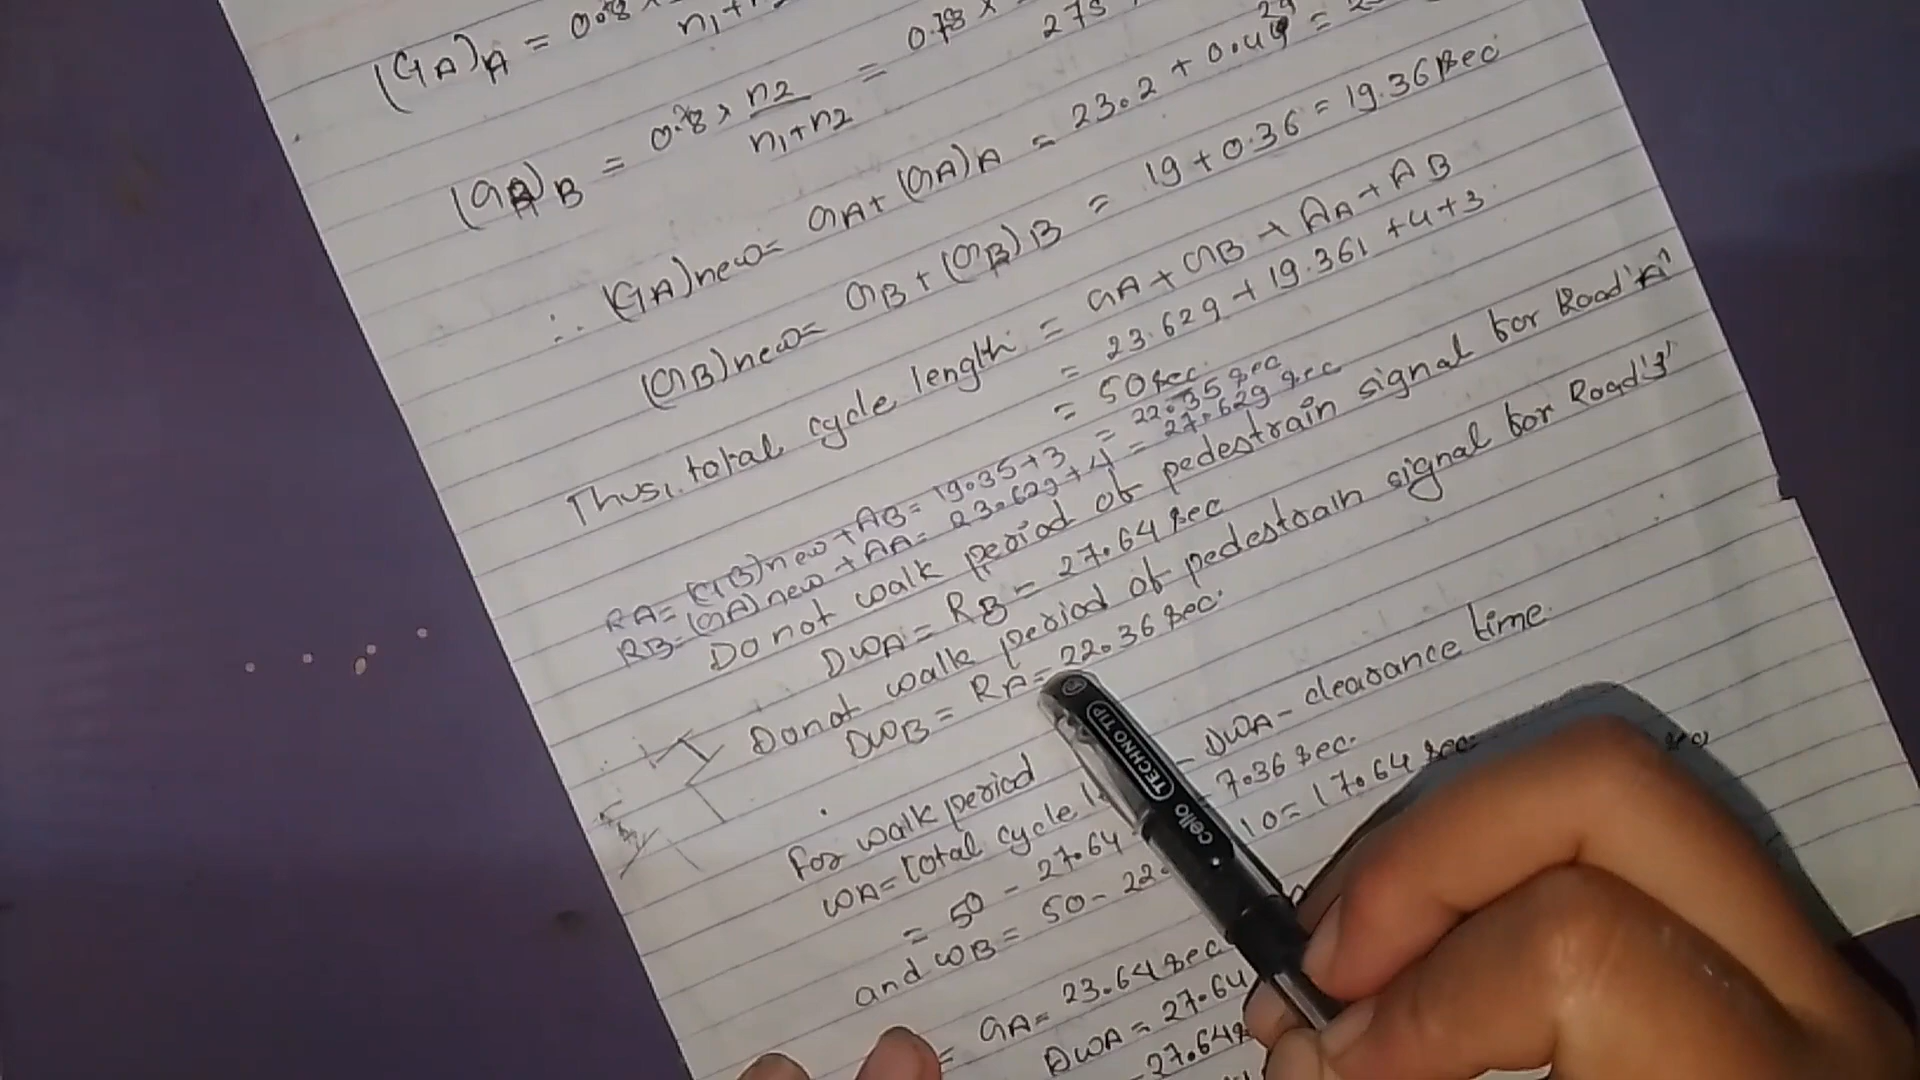 (GA)A = 0.78 × n1+n2
(GB)B = 0.78 × n2/n1+n2 = 0.78 × 275
∴ (GA)new = GA + (GA)A = 23.2 + 0.429 =
(GB)new = GB + (GB)B = 19 + 0.36 = 19.36 sec
Thus, total cycle length = GA + GB + AA + AB
= 23.629 + 19.361 + 4 + 3
= 50 sec.
RA = (GB)new + AB = 19.35 + 3 = 22.35 sec
RB = (GA)new + AA = 23.629 + 4 = 27.629 sec
Do not walk period of pedestrain signal for Road 'A'
DWA = RB = 27.64 sec
Do not walk period of pedestrain signal for Road 'B'
DWB = RA = 22.36 sec.
For walk period
WA = total cycle - DWA - clearance time.
= 50 - 27.64 7.36 sec.
and WB = 50 - 22. 10 = 17.64 sec
= GA = 23.64 sec
DWA = 27.64
27.64
cello TECHNO TIP